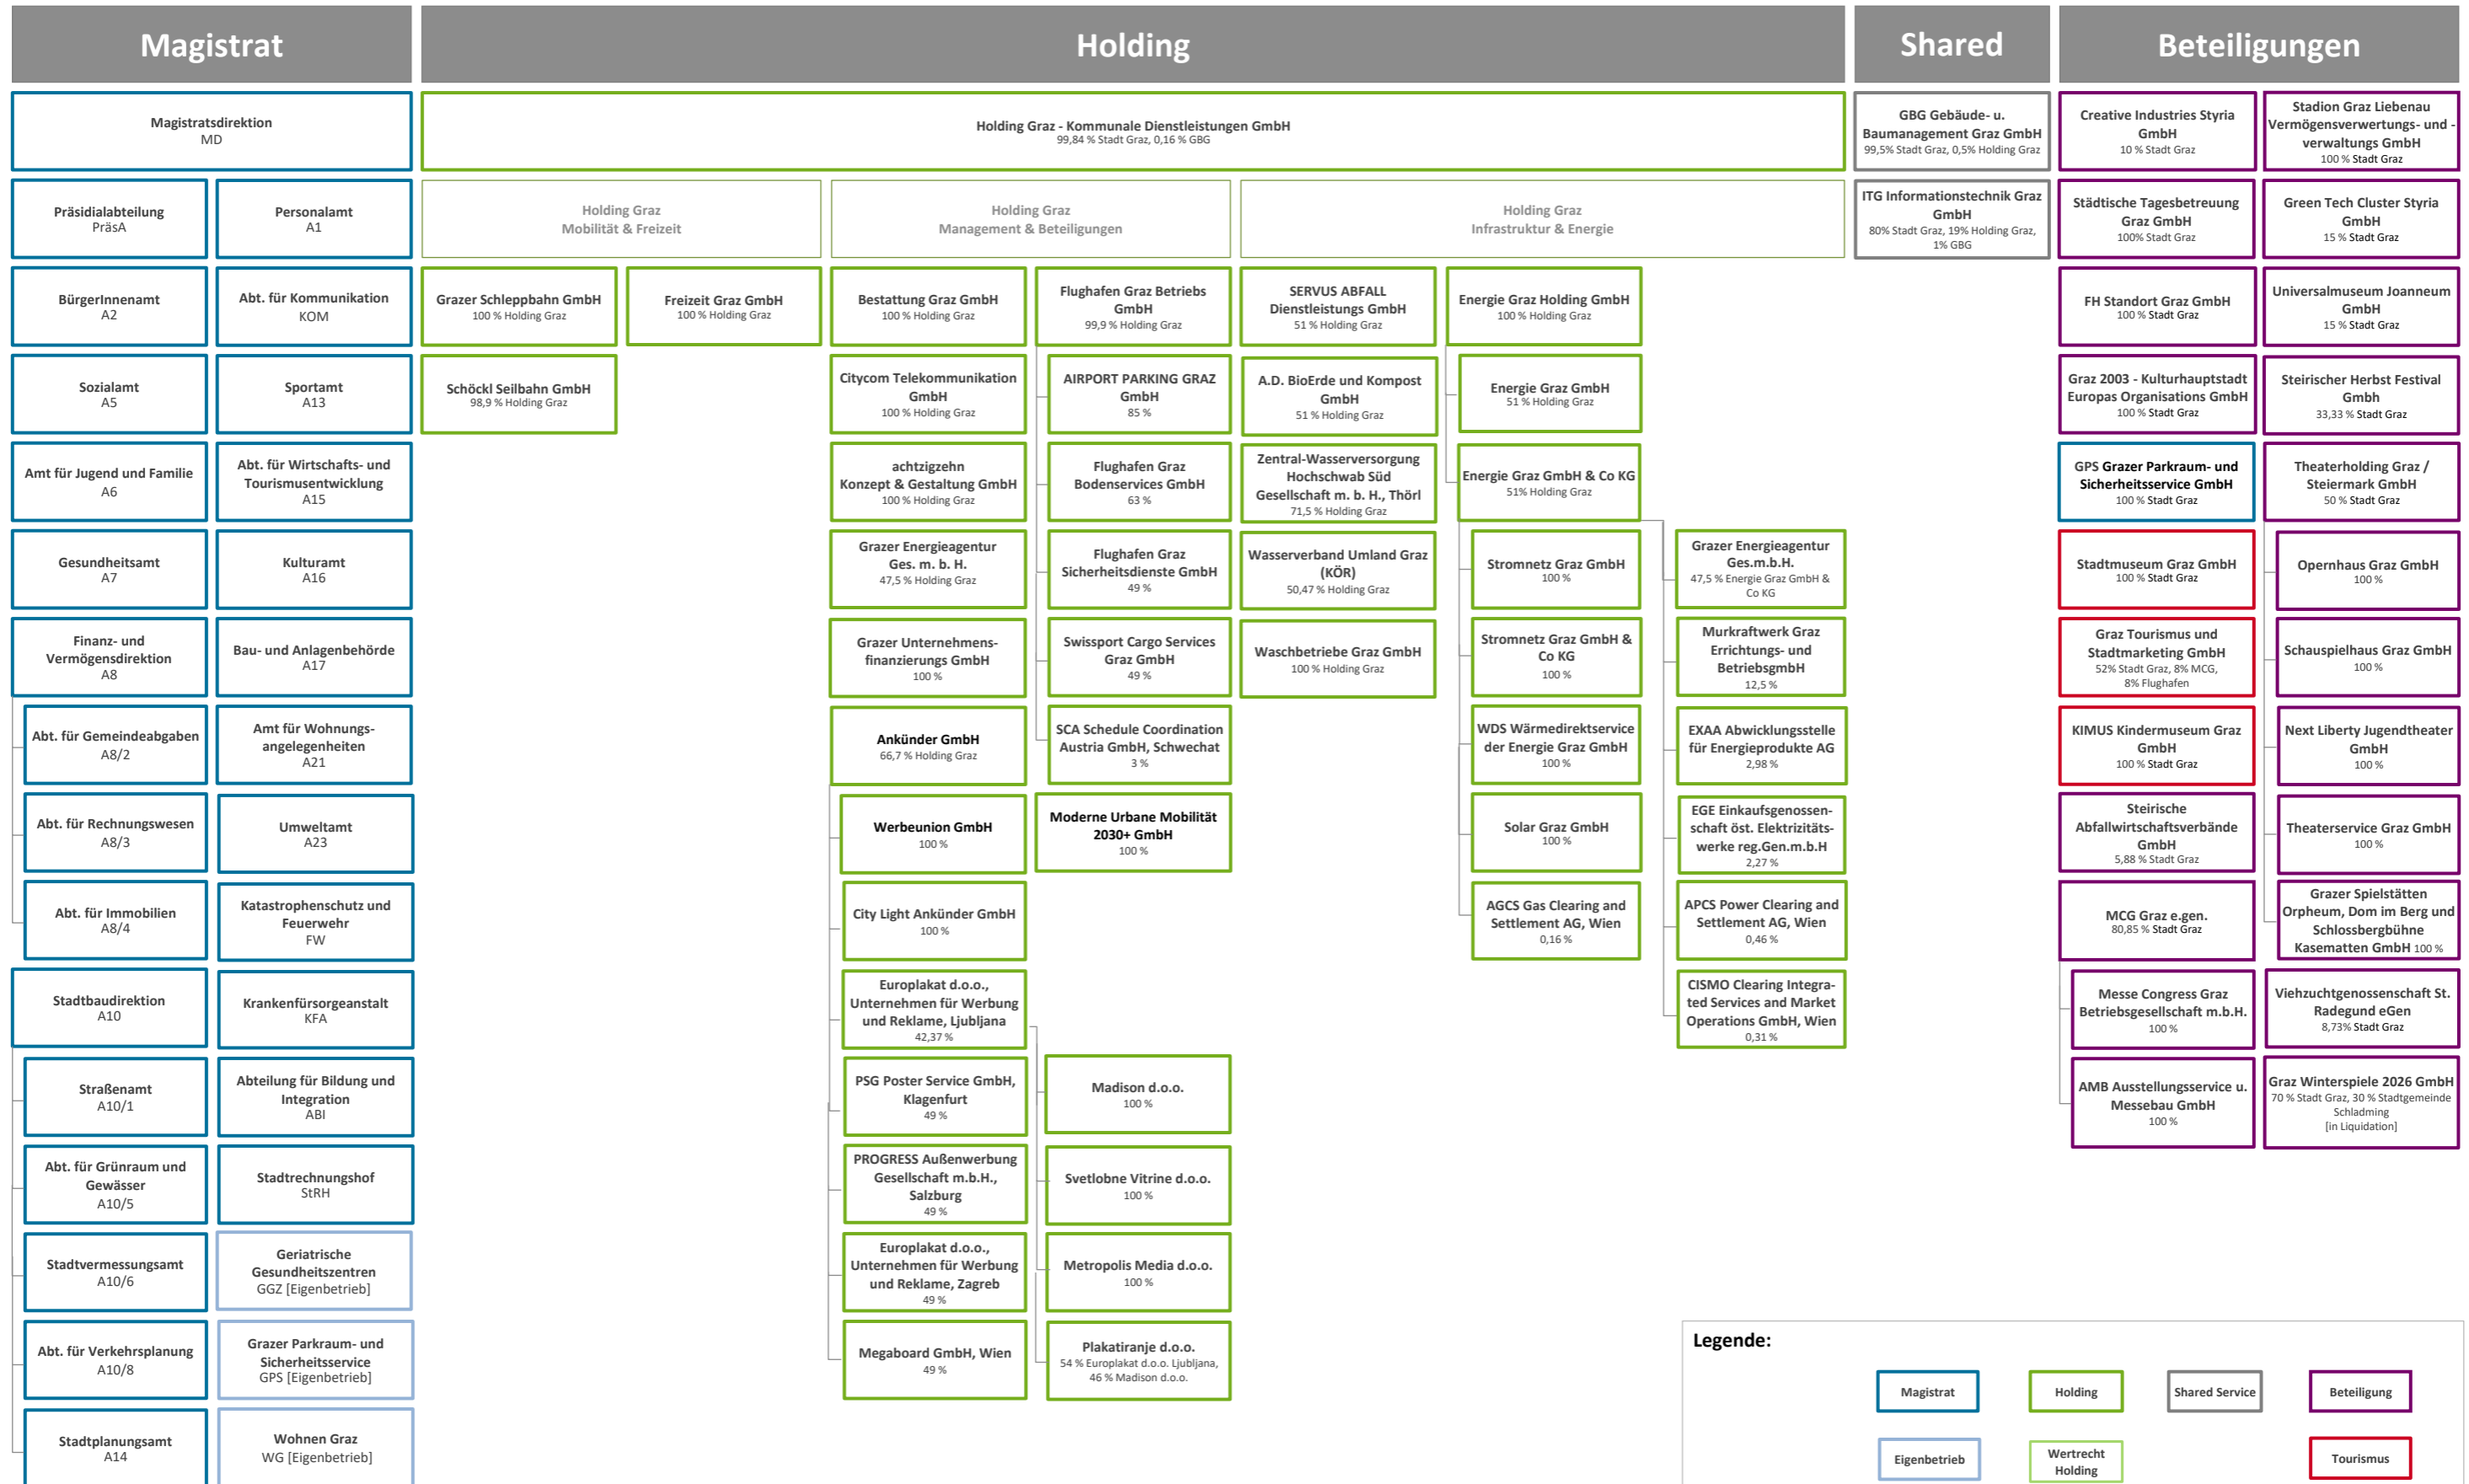 Magistrat
Holding
Shared
Beteiligungen
Magistratsdirektion
MD
Präsidialabteilung
PräsA
Personalamt
A1
BürgerInnenamt
A2
Abt. für Kommunikation
KOM
Sozialamt
A5
Sportamt
A13
Amt für Jugend und Familie
A6
Abt. für Wirtschafts- und
Tourismusentwicklung
A15
Gesundheitsamt
A7
Kulturamt
A16
Finanz- und
Vermögensdirektion
A8
Bau- und Anlagenbehörde
A17
Abt. für Gemeindeabgaben
A8/2
Amt für Wohnungs-
angelegenheiten
A21
Abt. für Rechnungswesen
A8/3
Umweltamt
A23
Abt. für Immobilien
A8/4
Katastrophenschutz und
Feuerwehr
FW
Stadtbaudirektion
A10
Krankenfürsorgeanstalt
KFA
Straßenamt
A10/1
Abteilung für Bildung und
Integration
ABI
Abt. für Grünraum und
Gewässer
A10/5
Stadtrechnungshof
StRH
Stadtvermessungsamt
A10/6
Geriatrische
Gesundheitszentren
GGZ [Eigenbetrieb]
Abt. für Verkehrsplanung
A10/8
Grazer Parkraum- und
Sicherheitsservice
GPS [Eigenbetrieb]
Stadtplanungsamt
A14
Wohnen Graz
WG [Eigenbetrieb]
Holding Graz - Kommunale Dienstleistungen GmbH
99,84 % Stadt Graz, 0,16 % GBG
Holding Graz
Mobilität & Freizeit
Holding Graz
Management & Beteiligungen
Holding Graz
Infrastruktur & Energie
Grazer Schleppbahn GmbH
100 % Holding Graz
Freizeit Graz GmbH
100 % Holding Graz
Schöckl Seilbahn GmbH
98,9 % Holding Graz
Bestattung Graz GmbH
100 % Holding Graz
Citycom Telekommunikation
GmbH
100 % Holding Graz
achtzigzehn
Konzept & Gestaltung GmbH
100 % Holding Graz
Grazer Energieagentur
Ges. m. b. H.
47,5 % Holding Graz
Grazer Unternehmens-
finanzierungs GmbH
100 %
Ankünder GmbH
66,7 % Holding Graz
Werbeunion GmbH
100 %
City Light Ankünder GmbH
100 %
Europlakat d.o.o.,
Unternehmen für Werbung
und Reklame, Ljubljana
42,37 %
PSG Poster Service GmbH,
Klagenfurt
49 %
PROGRESS Außenwerbung
Gesellschaft m.b.H.,
Salzburg
49 %
Europlakat d.o.o.,
Unternehmen für Werbung
und Reklame, Zagreb
49 %
Megaboard GmbH, Wien
49 %
Flughafen Graz Betriebs
GmbH
99,9 % Holding Graz
AIRPORT PARKING GRAZ
GmbH
85 %
Flughafen Graz
Bodenservices GmbH
63 %
Flughafen Graz
Sicherheitsdienste GmbH
49 %
Swissport Cargo Services
Graz GmbH
49 %
SCA Schedule Coordination
Austria GmbH, Schwechat
3 %
Moderne Urbane Mobilität
2030+ GmbH
100 %
Madison d.o.o.
100 %
Svetlobne Vitrine d.o.o.
100 %
Metropolis Media d.o.o.
100 %
Plakatiranje d.o.o.
54 % Europlakat d.o.o. Ljubljana,
46 % Madison d.o.o.
SERVUS ABFALL
Dienstleistungs GmbH
51 % Holding Graz
A.D. BioErde und Kompost
GmbH
51 % Holding Graz
Zentral-Wasserversorgung
Hochschwab Süd
Gesellschaft m. b. H., Thörl
71,5 % Holding Graz
Wasserverband Umland Graz
(KÖR)
50,47 % Holding Graz
Waschbetriebe Graz GmbH
100 % Holding Graz
Energie Graz Holding GmbH
100 % Holding Graz
Energie Graz GmbH
51 % Holding Graz
Energie Graz GmbH & Co KG
51% Holding Graz
Stromnetz Graz GmbH
100 %
Stromnetz Graz GmbH &
Co KG
100 %
WDS Wärmedirektservice
der Energie Graz GmbH
100 %
Solar Graz GmbH
100 %
AGCS Gas Clearing and
Settlement AG, Wien
0,16 %
Grazer Energieagentur
Ges.m.b.H.
47,5 % Energie Graz GmbH &
Co KG
Murkraftwerk Graz
Errichtungs- und
BetriebsgmbH
12,5 %
EXAA Abwicklungsstelle
für Energieprodukte AG
2,98 %
EGE Einkaufsgenossen-
schaft öst. Elektrizitäts-
werke reg.Gen.m.b.H
2,27 %
APCS Power Clearing and
Settlement AG, Wien
0,46 %
CISMO Clearing Integra-
ted Services and Market
Operations GmbH, Wien
0,31 %
GBG Gebäude- u.
Baumanagement Graz GmbH
99,5% Stadt Graz, 0,5% Holding Graz
ITG Informationstechnik Graz
GmbH
80% Stadt Graz, 19% Holding Graz,
1% GBG
Creative Industries Styria
GmbH
10 % Stadt Graz
Städtische Tagesbetreuung
Graz GmbH
100% Stadt Graz
FH Standort Graz GmbH
100 % Stadt Graz
Graz 2003 - Kulturhauptstadt
Europas Organisations GmbH
100 % Stadt Graz
GPS Grazer Parkraum- und
Sicherheitsservice GmbH
100 % Stadt Graz
Stadtmuseum Graz GmbH
100 % Stadt Graz
Graz Tourismus und
Stadtmarketing GmbH
52% Stadt Graz, 8% MCG,
8% Flughafen
KIMUS Kindermuseum Graz
GmbH
100 % Stadt Graz
Steirische
Abfallwirtschaftsverbände
GmbH
5,88 % Stadt Graz
MCG Graz e.gen.
80,85 % Stadt Graz
Messe Congress Graz
Betriebsgesellschaft m.b.H.
100 %
AMB Ausstellungsservice u.
Messebau GmbH
100 %
Stadion Graz Liebenau
Vermögensverwertungs- und -
verwaltungs GmbH
100 % Stadt Graz
Green Tech Cluster Styria
GmbH
15 % Stadt Graz
Universalmuseum Joanneum
GmbH
15 % Stadt Graz
Steirischer Herbst Festival
Gmbh
33,33 % Stadt Graz
Theaterholding Graz /
Steiermark GmbH
50 % Stadt Graz
Opernhaus Graz GmbH
100 %
Schauspielhaus Graz GmbH
100 %
Next Liberty Jugendtheater
GmbH
100 %
Theaterservice Graz GmbH
100 %
Grazer Spielstätten
Orpheum, Dom im Berg und
Schlossbergbühne
Kasematten GmbH 100 %
Viehzuchtgenossenschaft St.
Radegund eGen
8,73% Stadt Graz
Graz Winterspiele 2026 GmbH
70 % Stadt Graz, 30 % Stadtgemeinde
Schladming
[in Liquidation]
Legende:
Magistrat
Holding
Shared Service
Beteiligung
Eigenbetrieb
Wertrecht
Holding
Tourismus